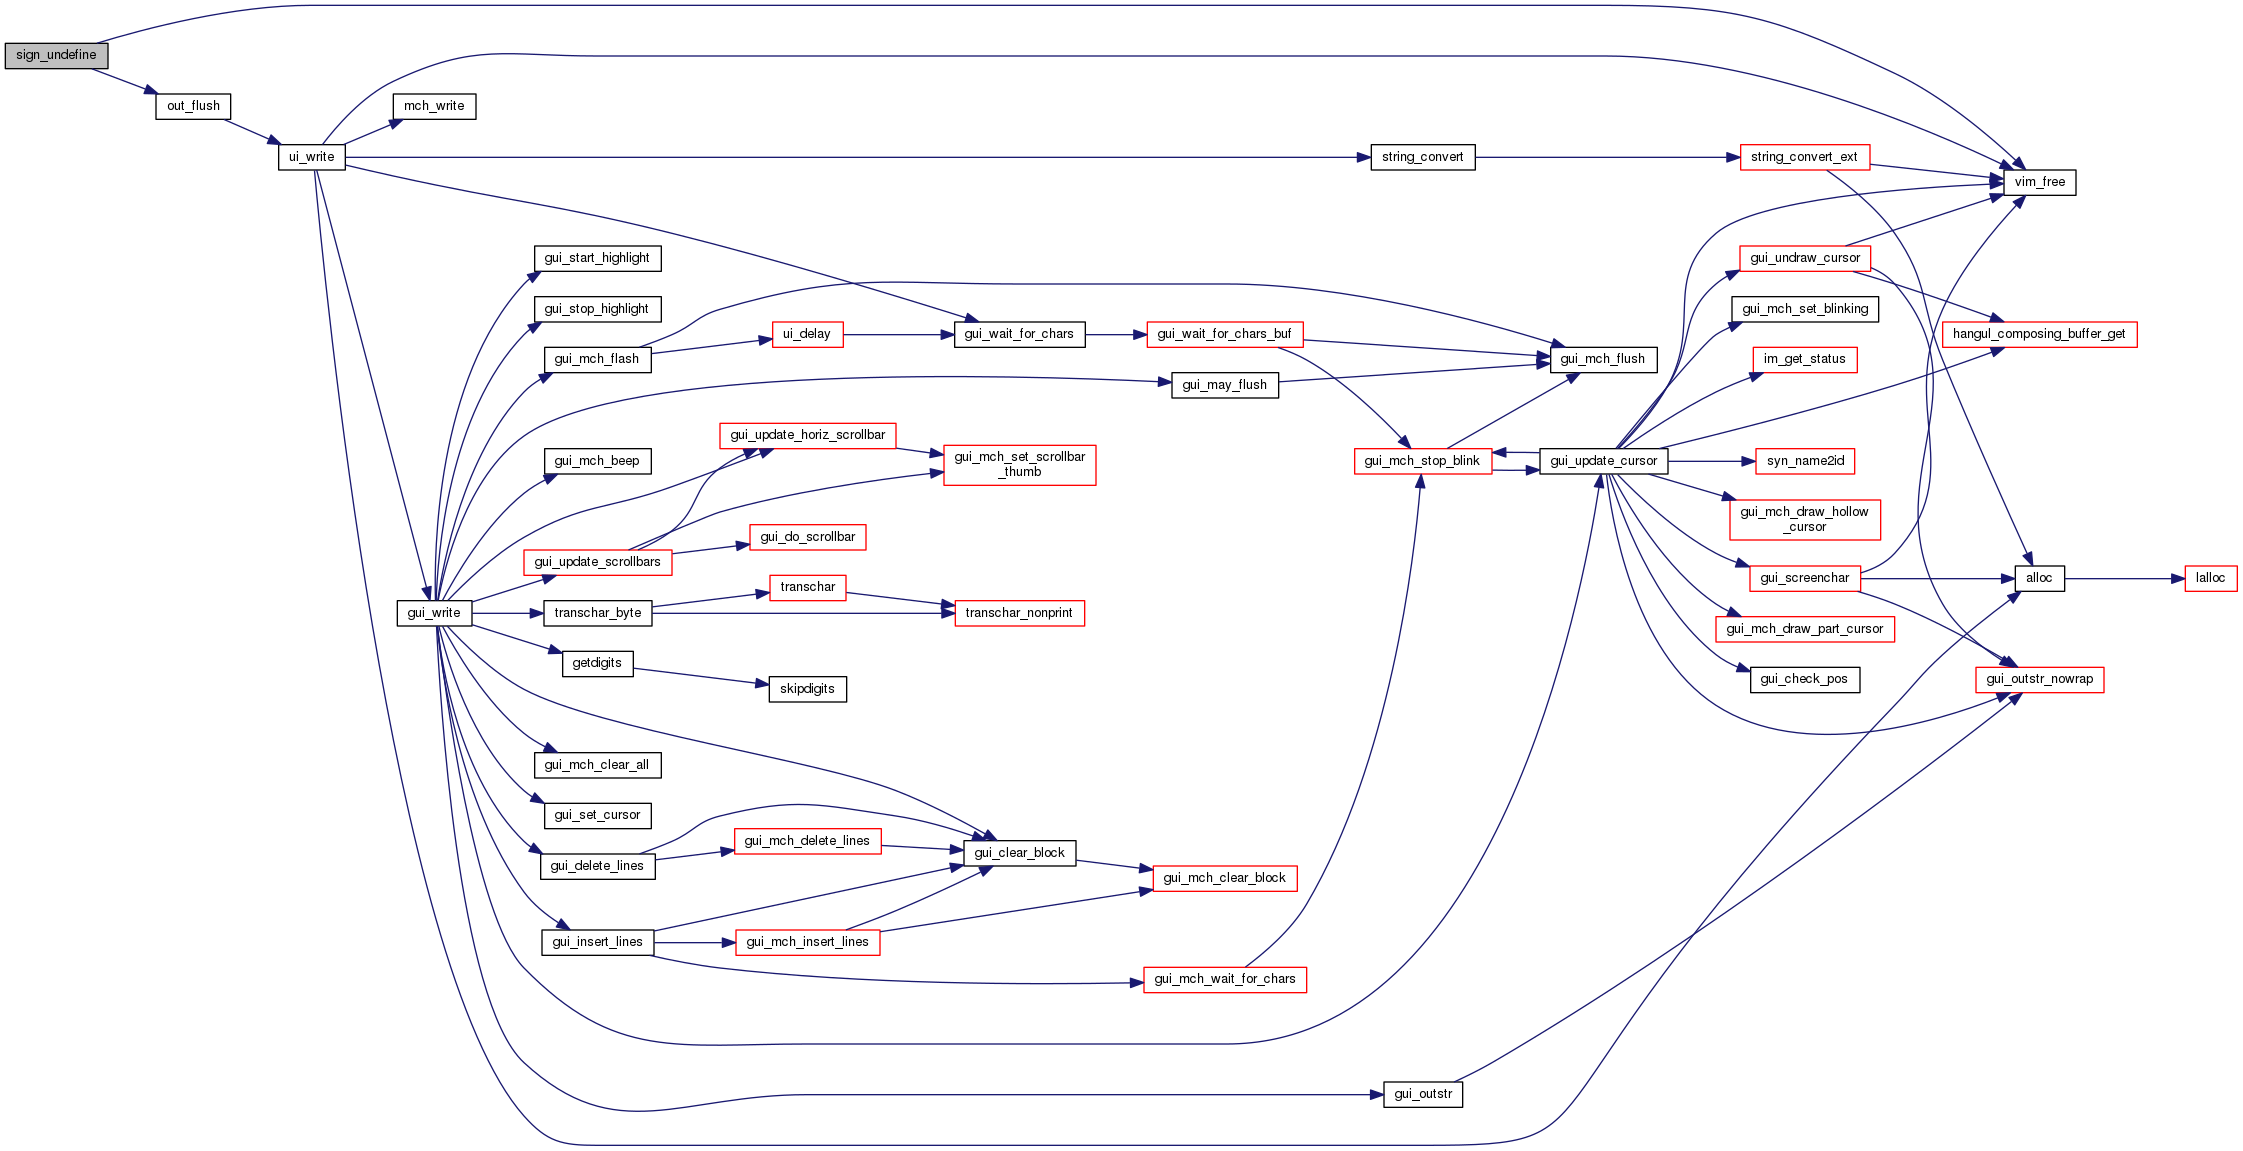 sign_undefine
out_flush
ui_write
mch_write
string_convert
string_convert_ext
vim_free
gui_start_highlight
gui_stop_highlight
gui_mch_flash
ui_delay
gui_wait_for_chars
gui_wait_for_chars_buf
gui_mch_flush
gui_may_flush
gui_undraw_cursor
gui_mch_set_blinking
hangul_composing_buffer_get
im_get_status
gui_update_horiz_scrollbar
gui_mch_beep
gui_mch_set_scrollbar
_thumb
gui_mch_stop_blink
gui_update_cursor
syn_name2id
gui_mch_draw_hollow
_cursor
gui_do_scrollbar
gui_update_scrollbars
gui_screenchar
alloc
lalloc
transchar
gui_write
transchar_byte
transchar_nonprint
gui_mch_draw_part_cursor
getdigits
skipdigits
gui_check_pos
gui_outstr_nowrap
gui_mch_clear_all
gui_set_cursor
gui_mch_delete_lines
gui_delete_lines
gui_clear_block
gui_mch_clear_block
gui_insert_lines
gui_mch_insert_lines
gui_mch_wait_for_chars
gui_outstr